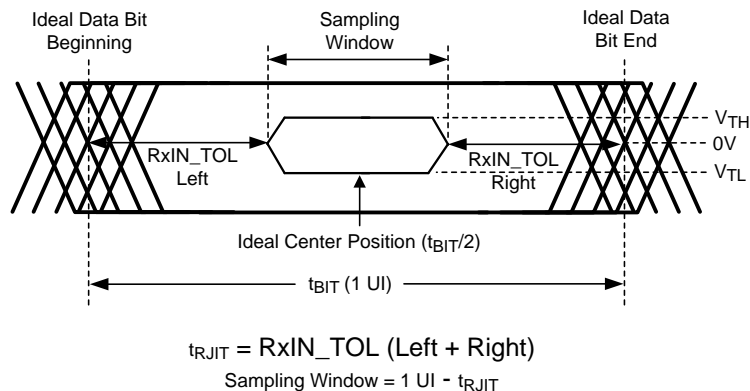 Ideal Data Bit
Beginning
Sampling
Window
Ideal Data
Bit End
RxIN_TOL
Left
RxIN_TOL
Right
VTH
0V
VTL
Ideal Center Position (tBIT/2)
tBIT (1 UI)
tRJIT = RxIN_TOL (Left + Right)
Sampling Window = 1 UI - tRJIT